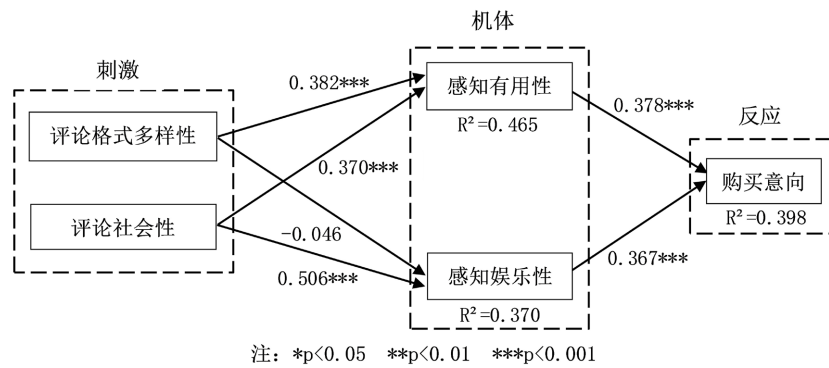 机体
刺激
0.382***
感知有用性
0.378***
反应
评论格式多样性
R²=0.465
0.370***
购买意向
评论社会性
-0.046
R²=0.398
0.506***
感知娱乐性
0.367***
R²=0.370
注: *p<0.05 **p<0.01 ***p<0.001